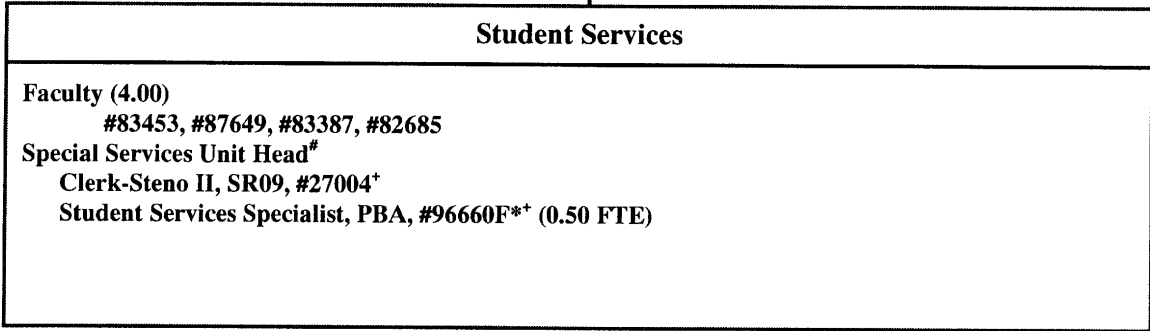 Student Services
Faculty (4.00)
#83453, #87649, #83387, #82685
Special Services Unit Head#
Clerk-Steno II, SR09, #27004+
Student Services Specialist, PBA, #96660F*+ (0.50 FTE)